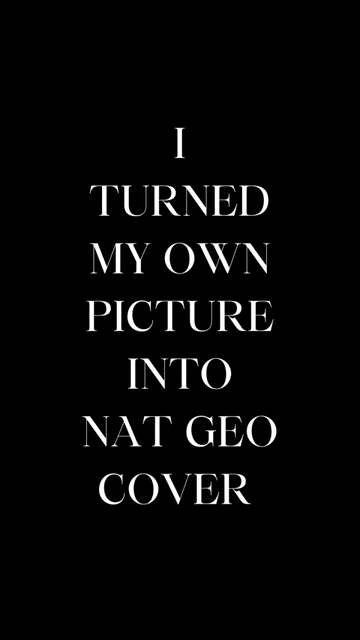 I
TURNED
MY OWN
PICTURE
INTO
NAT GEO
COVER